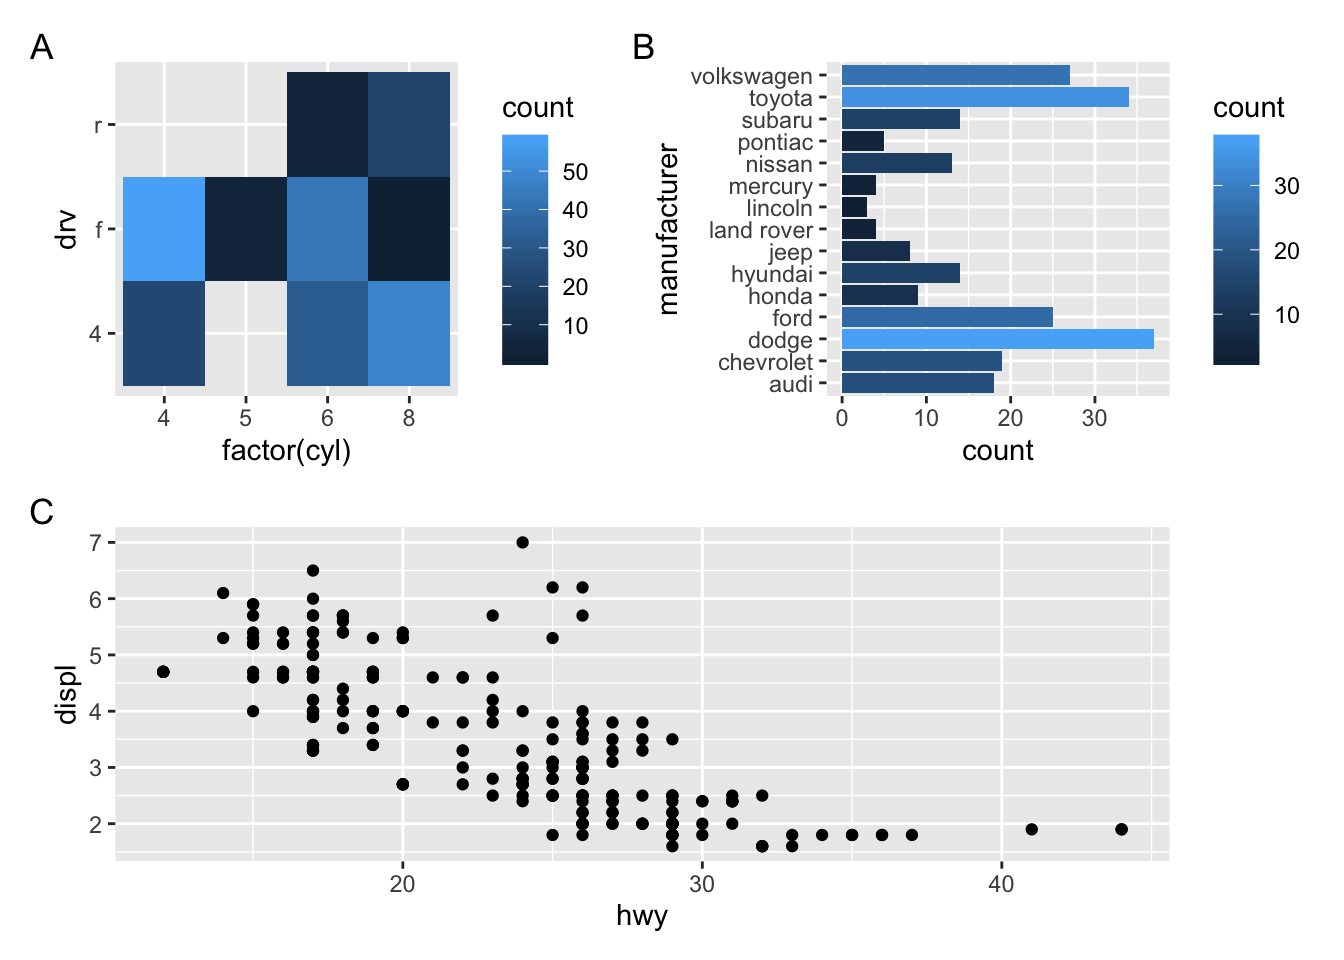 A
count
50
40
30
20
10
r
f
4
drv
4 5 6 8
factor(cyl)
B
volkswagen
toyota
subaru
pontiac
nissan
mercury
lincoln
land rover
jeep
hyundai
honda
ford
dodge
chevrolet
audi
manufacturer
0 10 20 30
count
count
30
20
10
C
7
6
5
4
3
2
displ
20 30 40
hwy